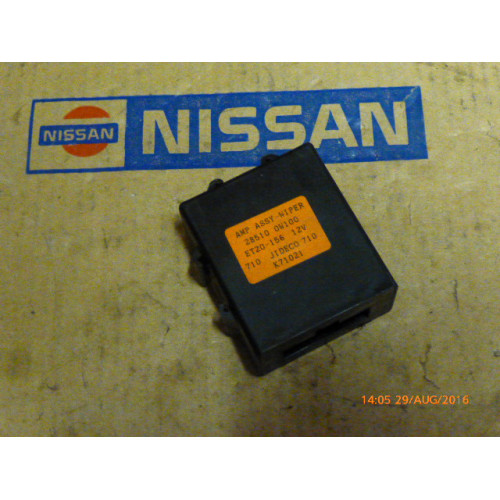 NISSAN
NISSAN
AMP ASSY-WIPER
28510 0W100
ET20-156 12V
710 JIDECO 710
K71021
14:05 29/AUG/2016